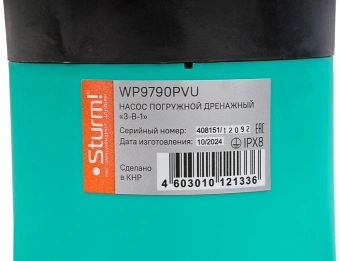 Sturm!
WP9790PVU
НАСОС ПОГРУЖНОЙ ДРЕНАЖНЫЙ
«3-В-1»
Серийный номер: 408151/12092
Дата изготовления: 10/2024 IPX8
EAC
Сделано
в КНР
4 603010 121336